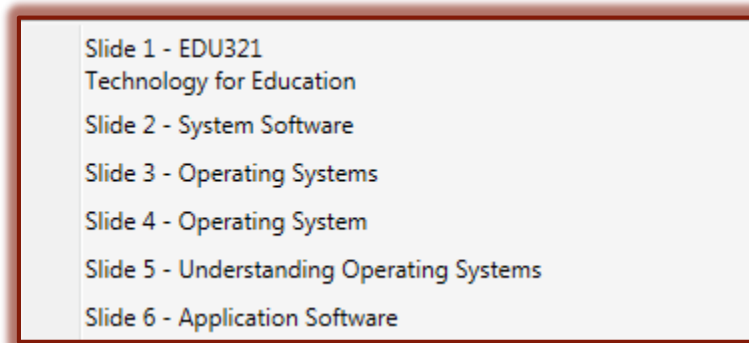 Slide 1 - EDU321
Technology for Education
Slide 2 - System Software
Slide 3 - Operating Systems
Slide 4 - Operating System
Slide 5 - Understanding Operating Systems
Slide 6 - Application Software